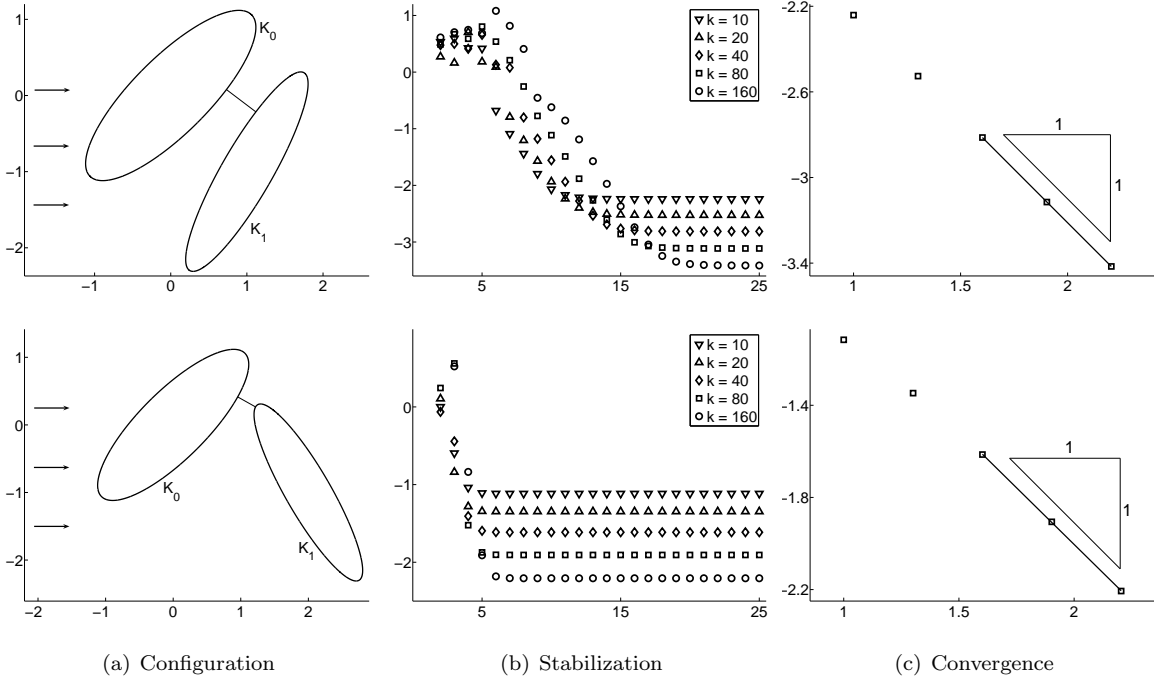 1
0
−1
−2
−1
0
1
2
K0
K1
1
0
−1
−2
−3
5
15
25
k = 10
k = 20
k = 40
k = 80
k = 160
-2.2
-2.6
-3
-3.4
1
1.5
2
1
1
1
0
−1
−2
−2
−1
0
1
2
K0
K1
0
−1
−2
5
15
25
k = 10
k = 20
k = 40
k = 80
k = 160
-1.4
-1.8
-2.2
1
1.5
2
1
1
(a) Configuration
(b) Stabilization
(c) Convergence